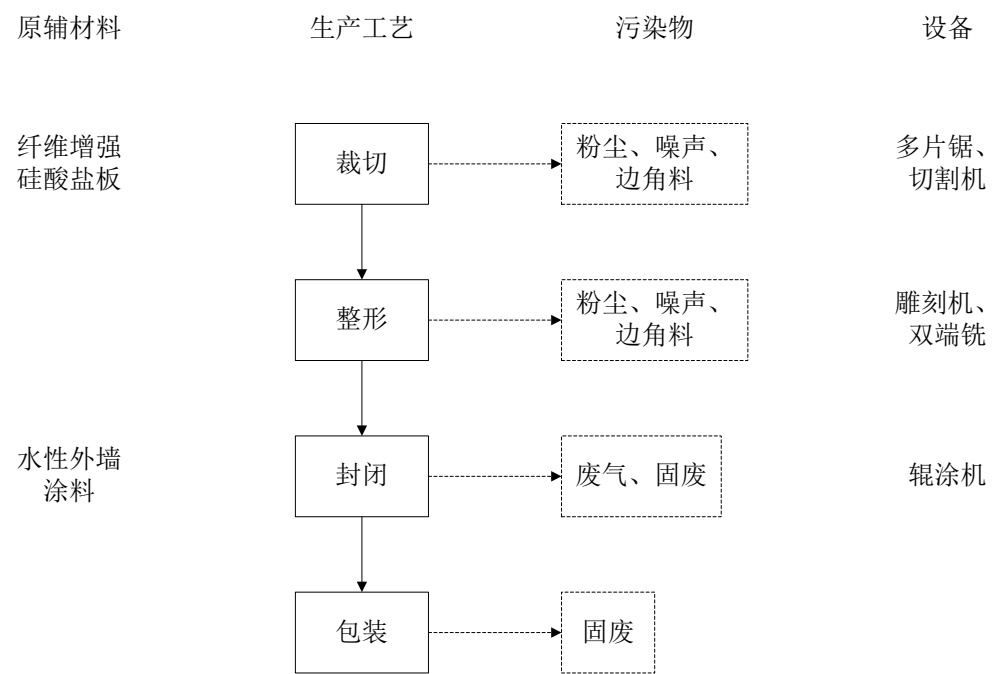 原辅材料
生产工艺
污染物
设备
纤维增强
硅酸盐板
裁切
粉尘、噪声、
边角料
多片锯、
切割机
整形
粉尘、噪声、
边角料
雕刻机、
双端铣
水性外墙
涂料
封闭
废气、固废
辊涂机
包装
固废